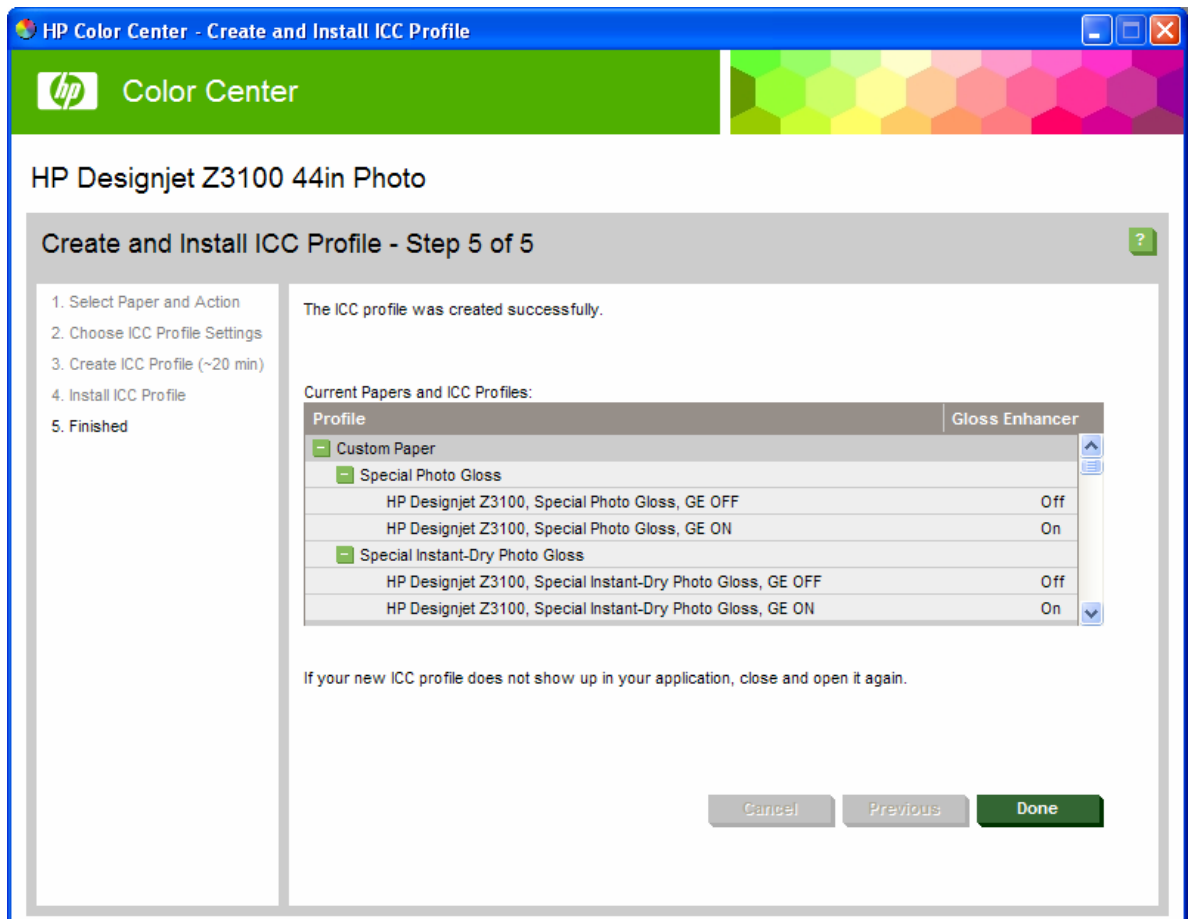 HP Color Center - Create and Install ICC Profile
hp Color Center
HP Designjet Z3100 44in Photo
Create and Install ICC Profile - Step 5 of 5
?
1. Select Paper and Action
2. Choose ICC Profile Settings
3. Create ICC Profile (~20 min)
4. Install ICC Profile
5. Finished
The ICC profile was created successfully.
Current Papers and ICC Profiles:
Profile Gloss Enhancer
Custom Paper
Special Photo Gloss
HP Designjet Z3100, Special Photo Gloss, GE OFF Off
HP Designjet Z3100, Special Photo Gloss, GE ON On
Special Instant-Dry Photo Gloss
HP Designjet Z3100, Special Instant-Dry Photo Gloss, GE OFF Off
HP Designjet Z3100, Special Instant-Dry Photo Gloss, GE ON On
If your new ICC profile does not show up in your application, close and open it again.
Cancel Previous Done